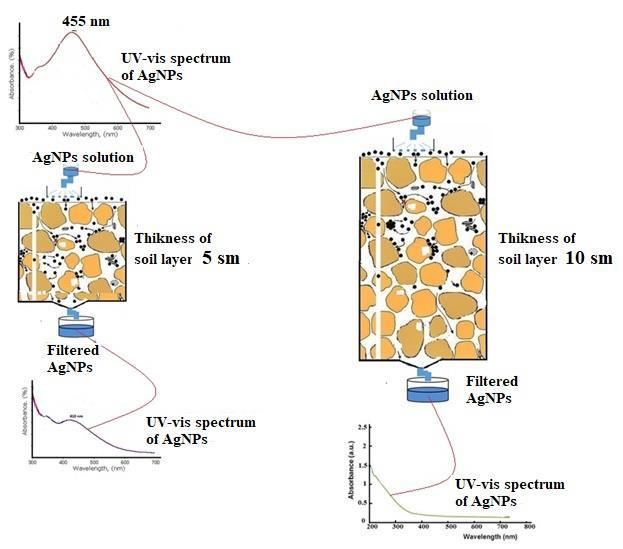 455 nm
UV-vis spectrum
of AgNPs
Absorbance. (%)
300 400 500 600 700
Wavelength, (nm)
AgNPs solution
AgNPs solution
Thikness of
soil layer 5 sm
Thikness of
soil layer 10 sm
Filtered
AgNPs
Filtered
AgNPs
Absorbance. (%)
UV-vis spectrum
of AgNPs
300 400 500 600 700
Wavelength, (nm)
Absorbance (a.u.)
2.5
2
1.5
1
0.5
0
UV-vis spectrum
of AgNPs
200 300 400 500 600 700 800
Wavelength (nm)